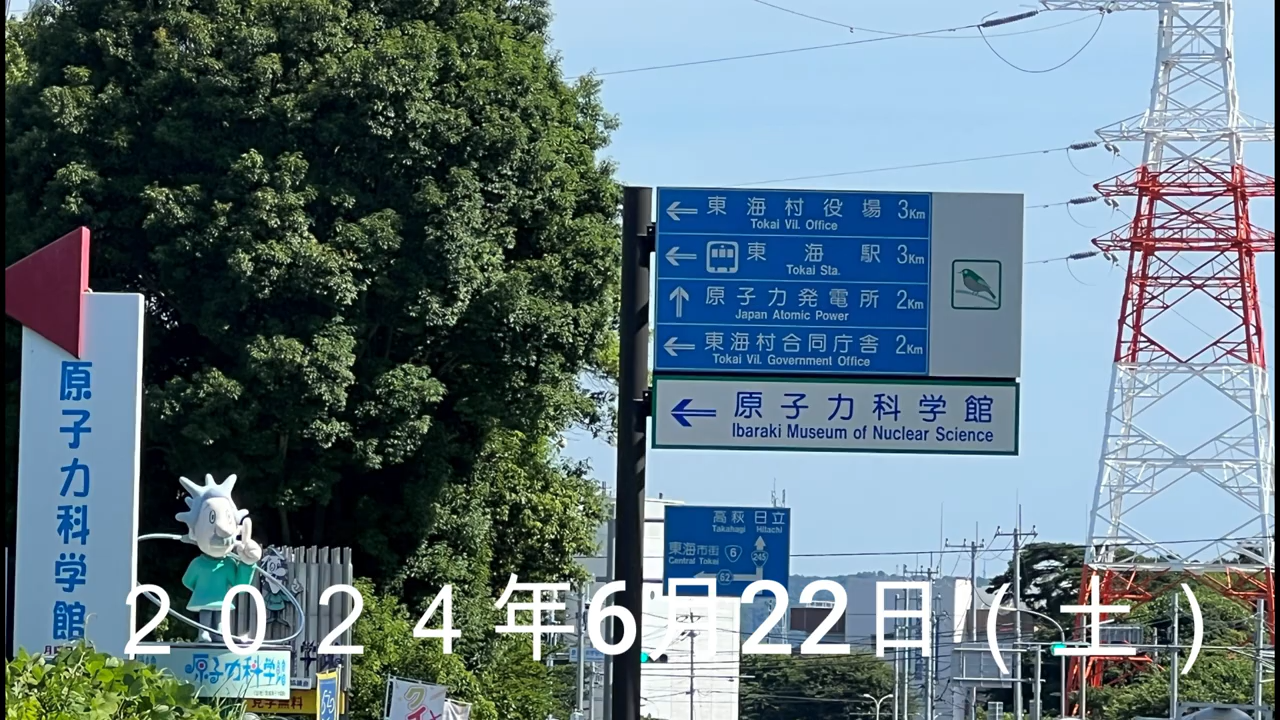 東海村役場 3Km
Tokai Vil. Office
東海駅 3Km
Tokai Sta.
原子力発電所 2Km
Japan Atomic Power
東海村合同庁舎 2Km
Tokai Vil. Government Office
原子力科学館
Ibaraki Museum of Nuclear Science
原子力科学館
高萩 日立
Takahagi Hitachi
東海市街
Central Tokai
6
245
62
２０２４年6月22日（土）
原子力科学館
見学無料